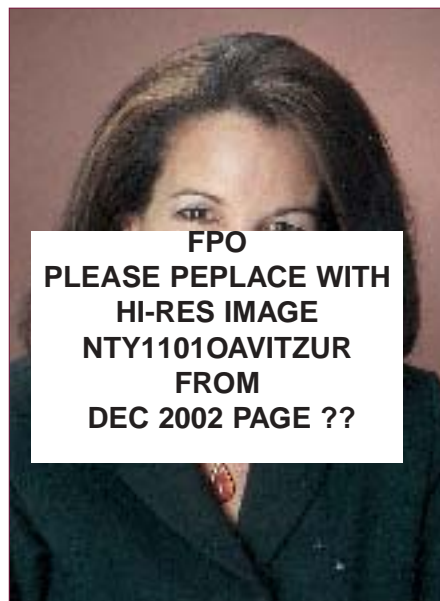 FPO
PLEASE PEPLACE WITH
HI-RES IMAGE
NTY1101OAVITZUR
FROM
DEC 2002 PAGE ??